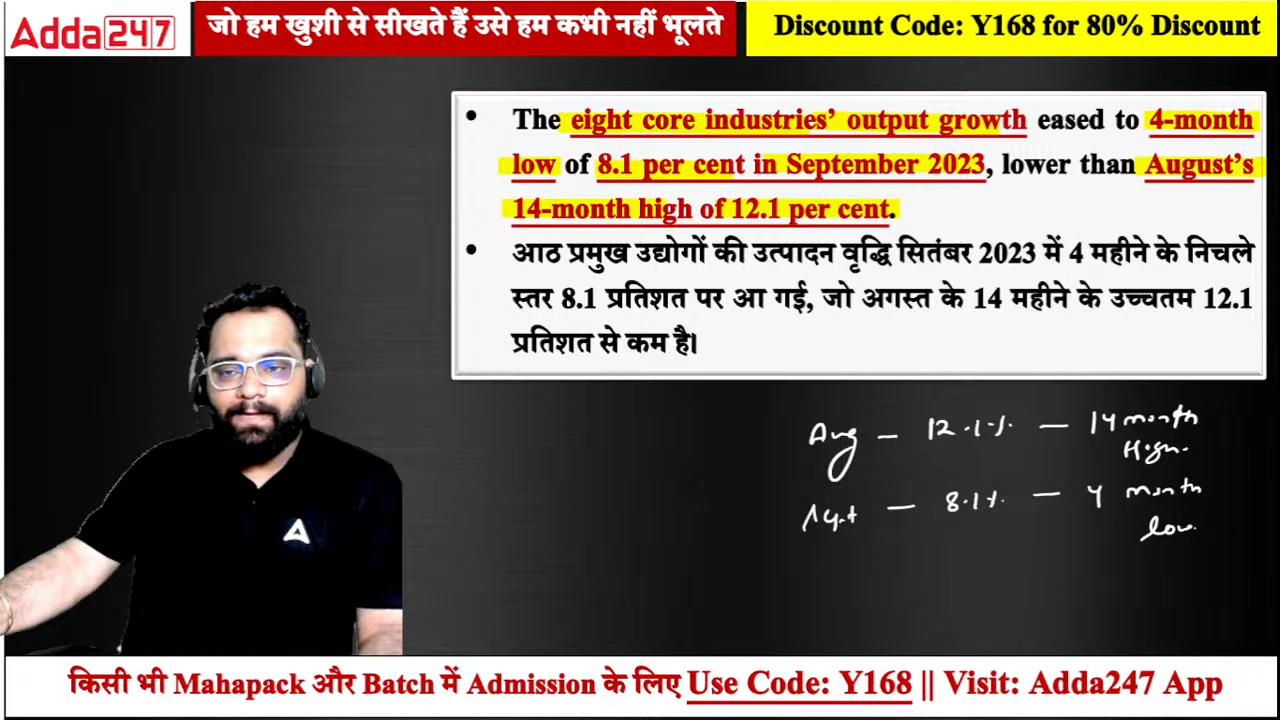 Adda247
जो हम खुशी से सीखते हैं उसे हम कभी नहीं भूलते
Discount Code: Y168 for 80% Discount
• The eight core industries’ output growth eased to 4-month
low of 8.1 per cent in September 2023, lower than August’s
14-month high of 12.1 per cent.
• आठ प्रमुख उद्योगों की उत्पादन वृद्धि सितंबर 2023 में 4 महीने के निचले
स्तर 8.1 प्रतिशत पर आ गई, जो अगस्त के 14 महीने के उच्चतम 12.1
प्रतिशत से कम है।
Aug – 12.1% – 14 month
High
Sept – 8.1% – 4 month
low
किसी भी Mahapack और Batch में Admission के लिए Use Code: Y168 || Visit: Adda247 App